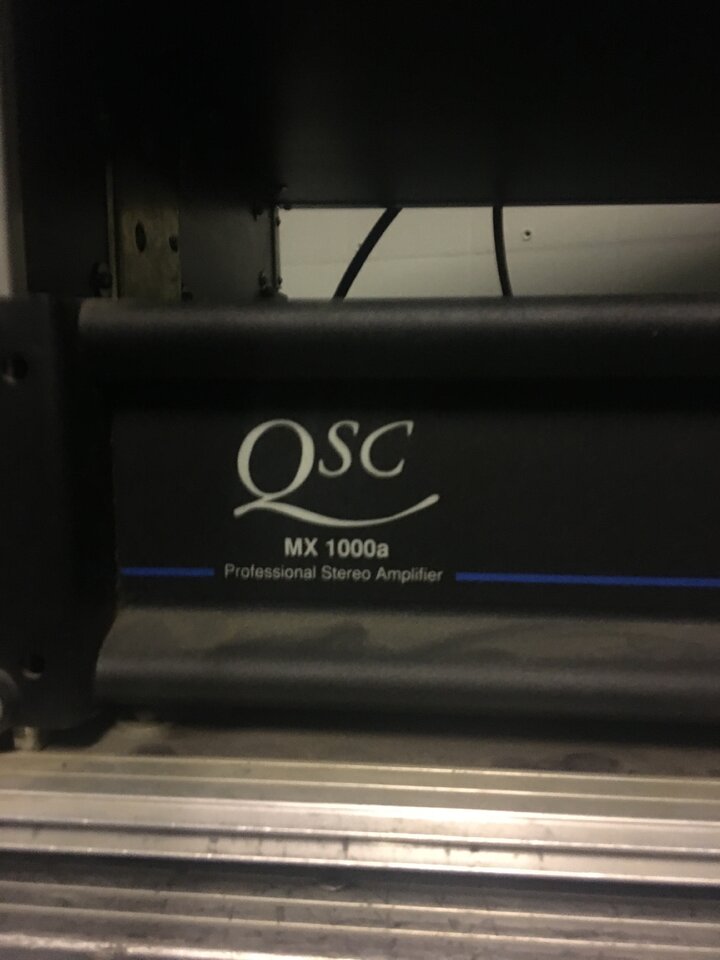 QSC
MX 1000a
Professional Stereo Amplifier